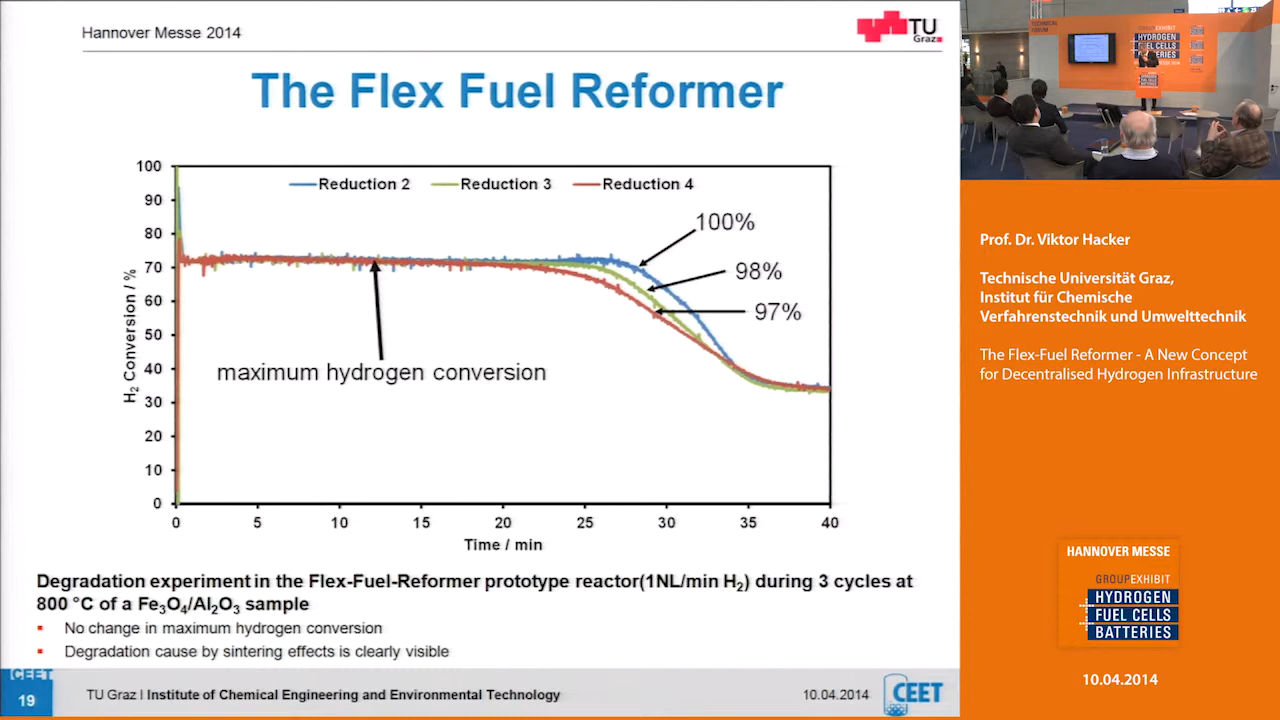 Hannover Messe 2014
TU
Graz
The Flex Fuel Reformer
H2 Conversion / %
100
90
80
70
60
50
40
30
20
10
0
Reduction 2
Reduction 3
Reduction 4
100%
98%
97%
maximum hydrogen conversion
0 5 10 15 20 25 30 35 40
Time / min
Degradation experiment in the Flex-Fuel-Reformer prototype reactor(1NL/min H2) during 3 cycles at
800 °C of a Fe3O4/Al2O3 sample
No change in maximum hydrogen conversion
Degradation cause by sintering effects is clearly visible
CEET
19
TU Graz I Institute of Chemical Engineering and Environmental Technology
10.04.2014
CEET
TECHNICAL
FORUM
GROUP EXHIBIT
HYDROGEN
FUEL CELLS
BATTERIES
Prof. Dr. Viktor Hacker
Technische Universität Graz,
Institut für Chemische
Verfahrenstechnik und Umwelttechnik
The Flex-Fuel Reformer - A New Concept
for Decentralised Hydrogen Infrastructure
HANNOVER MESSE
GROUP EXHIBIT
HYDROGEN
FUEL CELLS
BATTERIES
10.04.2014